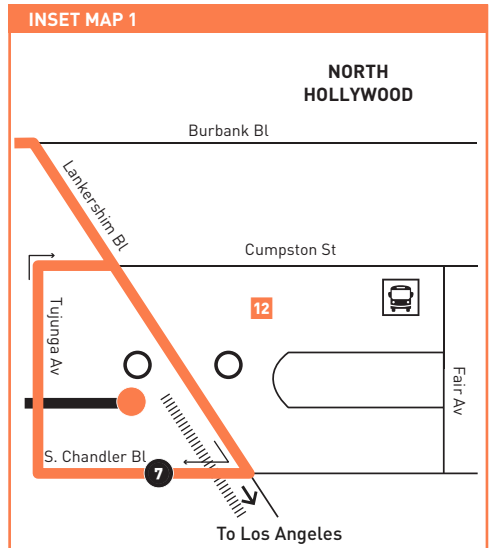 INSET MAP 1
NORTH
HOLLYWOOD
Burbank Bl
Lankershim Bl
Cumpston St
12
Tujunga Av
Fair Av
S. Chandler Bl
7
To Los Angeles